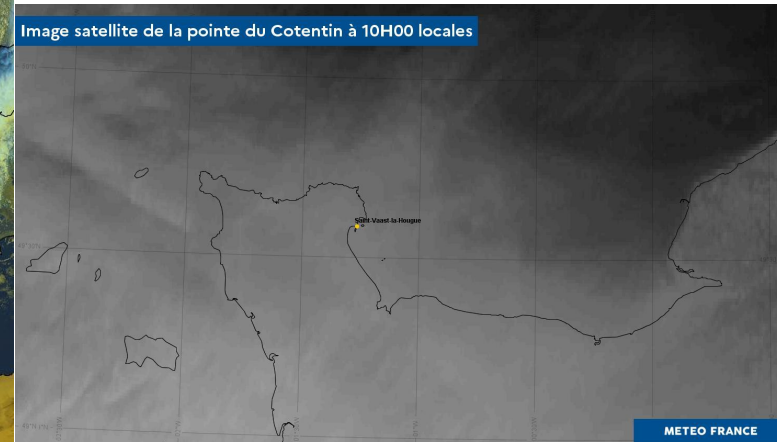 Image satellite de la pointe du Cotentin à 10H00 locales
Saint-Vaast-la-Hougue
METEO FRANCE